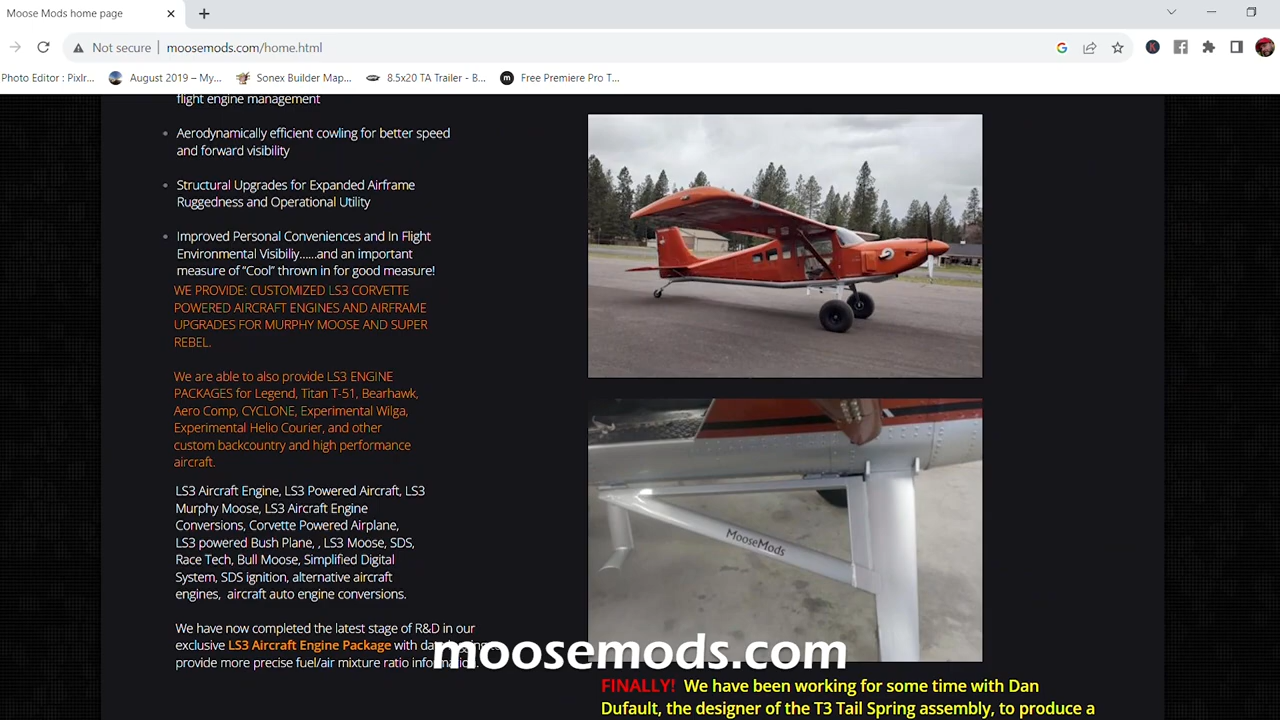 Moose Mods home page
Not secure
moosemods.com/home.html
Photo Editor : Pixlr...
August 2019 – My...
Sonex Builder Map...
8.5x20 TA Trailer - B...
Free Premiere Pro T...
flight engine management
Aerodynamically efficient cowling for better speed
and forward visibility
Structural Upgrades for Expanded Airframe
Ruggedness and Operational Utility
Improved Personal Conveniences and In Flight
Environmental Visibiliy......and an important
measure of “Cool” thrown in for good measure!
WE PROVIDE: CUSTOMIZED LS3 CORVETTE
POWERED AIRCRAFT ENGINES AND AIRFRAME
UPGRADES FOR MURPHY MOOSE AND SUPER
REBEL.
We are able to also provide LS3 ENGINE
PACKAGES for Legend, Titan T-51, Bearhawk,
Aero Comp, CYCLONE, Experimental Wilga,
Experimental Helio Courier, and other
custom backcountry and high performance
aircraft.
LS3 Aircraft Engine, LS3 Powered Aircraft, LS3
Murphy Moose, LS3 Aircraft Engine
Conversions, Corvette Powered Airplane,
LS3 powered Bush Plane, , LS3 Moose, SDS,
Race Tech, Bull Moose, Simplified Digital
System, SDS ignition, alternative aircraft
engines, aircraft auto engine conversions.
We have now completed the latest stage of R&D in our
exclusive LS3 Aircraft Engine Package with
provide more precise fuel/air mixture ratio
MooseMods
moosemods.com
FINALLY! We have been working for some time with Dan
Dufault, the designer of the T3 Tail Spring assembly, to produce a